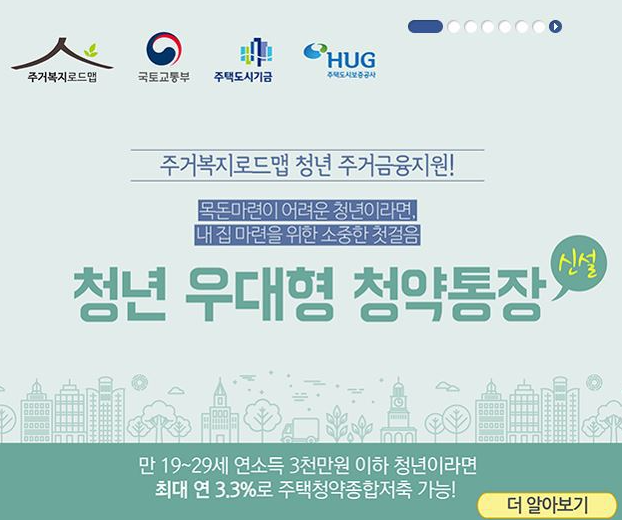 주거복지로드맵
국토교통부
주택도시기금
HUG
주택도시보증공사
주거복지로드맵 청년 주거금융지원!
목돈마련이 어려운 청년이라면,
내 집 마련을 위한 소중한 첫걸음
신설
청년 우대형 청약통장
만 19~29세 연소득 3천만원 이하 청년이라면
최대 연 3.3%로 주택청약종합저축 가능!
더 알아보기